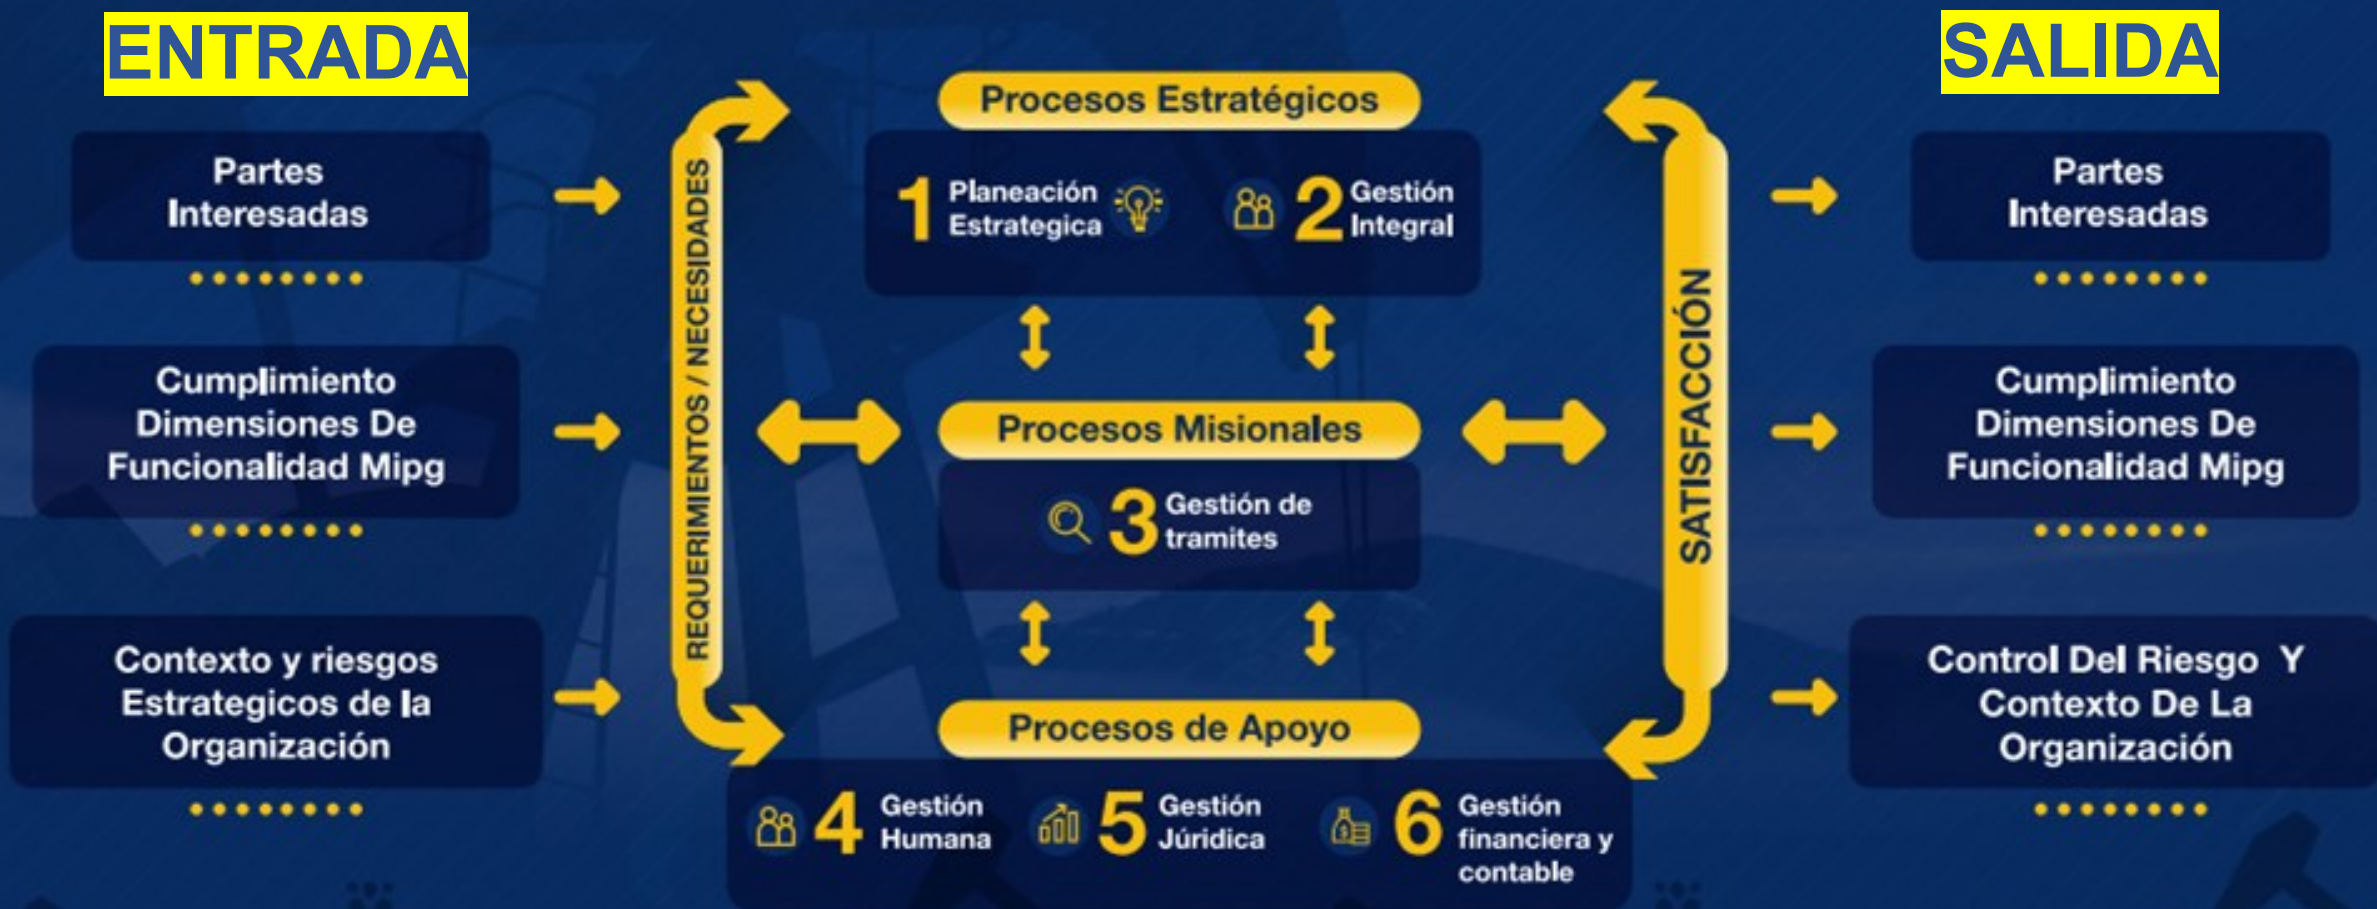 ENTRADA
Partes
Interesadas
Cumplimiento
Dimensiones De
Funcionalidad Mipg
Contexto y riesgos
Estrategicos de la
Organización
REQUERIMIENTOS / NECESIDADES
Procesos Estratégicos
1 Planeación
Estrategica
2 Gestión
Integral
Procesos Misionales
3 Gestión de
tramites
Procesos de Apoyo
4 Gestión
Humana
5 Gestión
Júridica
6 Gestión
financiera y
contable
SATISFACCIÓN
SALIDA
Partes
Interesadas
Cumplimiento
Dimensiones De
Funcionalidad Mipg
Control Del Riesgo Y
Contexto De La
Organización